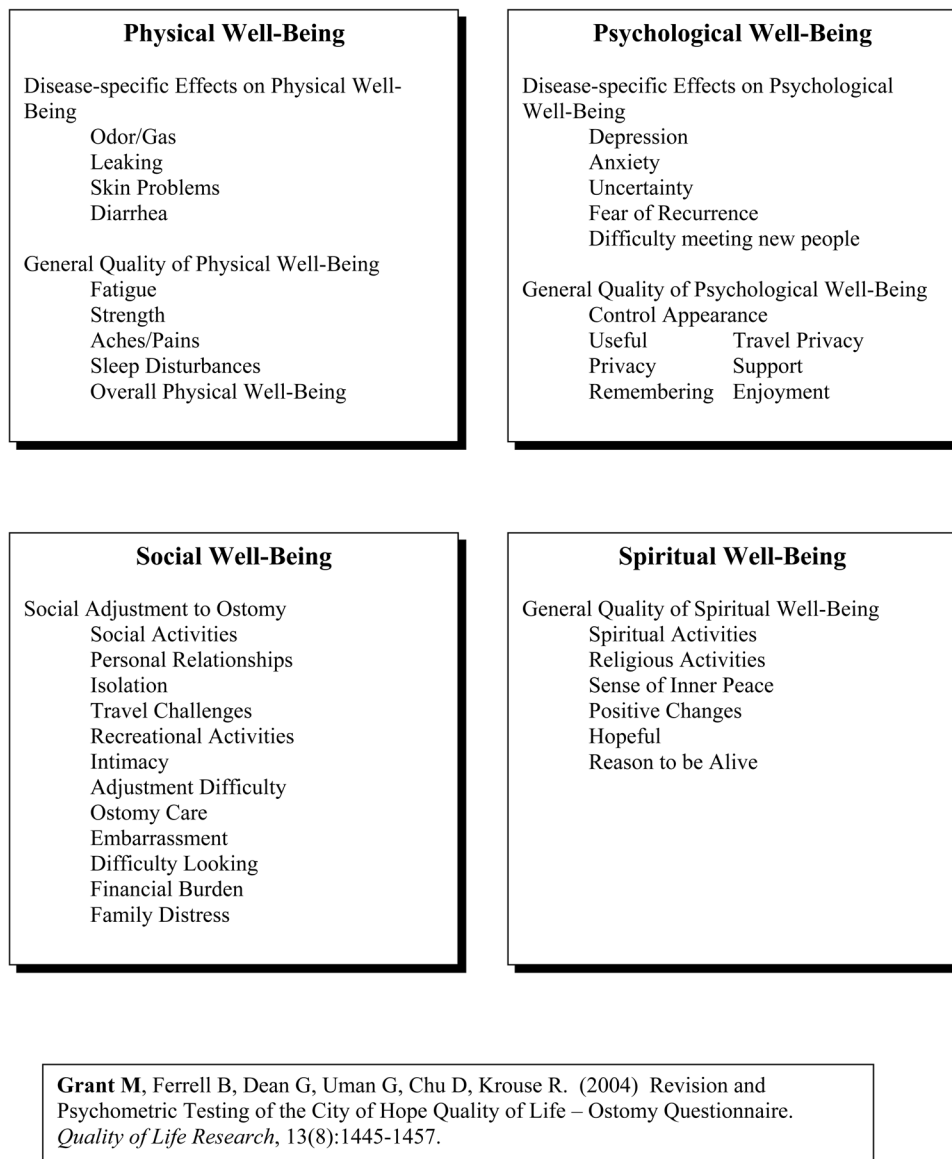 Physical Well-Being
Disease-specific Effects on Physical Well-
Being
Odor/Gas
Leaking
Skin Problems
Diarrhea
General Quality of Physical Well-Being
Fatigue
Strength
Aches/Pains
Sleep Disturbances
Overall Physical Well-Being
Psychological Well-Being
Disease-specific Effects on Psychological
Well-Being
Depression
Anxiety
Uncertainty
Fear of Recurrence
Difficulty meeting new people
General Quality of Psychological Well-Being
Control Appearance
Useful Travel Privacy
Privacy Support
Remembering Enjoyment
Social Well-Being
Social Adjustment to Ostomy
Social Activities
Personal Relationships
Isolation
Travel Challenges
Recreational Activities
Intimacy
Adjustment Difficulty
Ostomy Care
Embarrassment
Difficulty Looking
Financial Burden
Family Distress
Spiritual Well-Being
General Quality of Spiritual Well-Being
Spiritual Activities
Religious Activities
Sense of Inner Peace
Positive Changes
Hopeful
Reason to be Alive
Grant M, Ferrell B, Dean G, Uman G, Chu D, Krouse R. (2004) Revision and
Psychometric Testing of the City of Hope Quality of Life – Ostomy Questionnaire.
Quality of Life Research, 13(8):1445-1457.